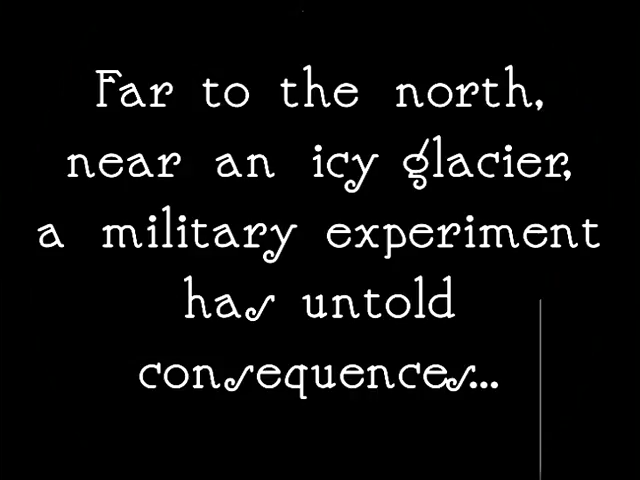 Far to the north,
near an icy glacier,
a military experiment
has untold
consequences...